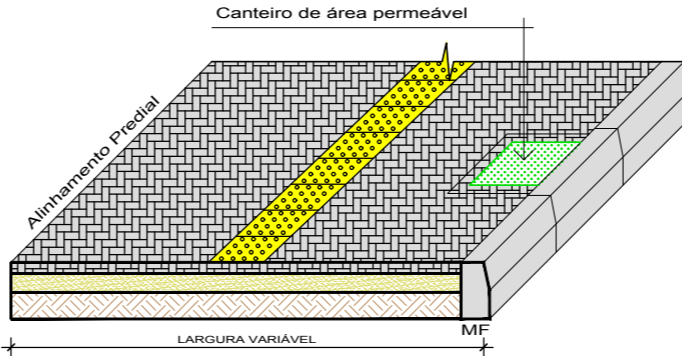 Canteiro de área permeável
Alinhamento Predial
MF
LARGURA VARIÁVEL